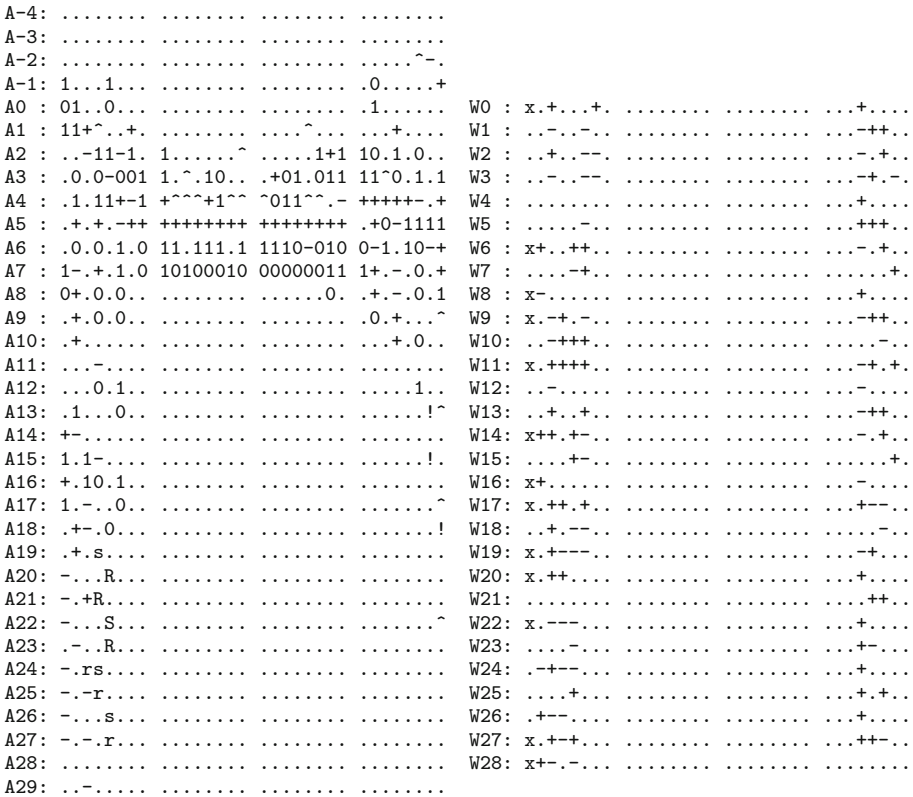 A-4: ........ ........ ........ ........
A-3: ........ ........ ........ ........
A-2: ........ ........ ........ .....^-.
A-1: 1...1... ........ ........ .0.....+
A0 : 01..0... ........ ........ .1...... W0 : x.+...+. ........ ........ ...+....
A1 : 11+^..+. ........ ....^... ...+.... W1 : ..-..-.. ........ ........ ...-++..
A2 : ..-11-1. 1......^ .....1+1 10.1.0.. W2 : ..+..--. ........ ........ ...-.+..
A3 : .0.0-001 1.^.10.. .+01.011 11^0.1.1 W3 : ..-..--. ........ ........ ...-+.-.
A4 : .1.11+-1 +^^^+1^^ ^011^^.- +++++-.+ W4 : ........ ........ ........ ...+....
A5 : .+.+.-++ ++++++++ ++++++++ .+0-1111 W5 : .....-.. ........ ........ ...+++..
A6 : .0.0.1.0 11.111.1 1110-010 0-1.10-+ W6 : x+..++.. ........ ........ ...-.+..
A7 : 1-.+.1.0 10100010 00000011 1+.-.0.+ W7 : ....-+.. ........ ........ ......+.
A8 : 0+.0.0.. ........ ......0. .+.-.0.1 W8 : x-...... ........ ........ ...+....
A9 : .+.0.0.. ........ ........ .0.+...^ W9 : x.-+.-.. ........ ........ ...-++..
A10: .+...... ........ ........ ...+.0.. W10: ..-+++.. ........ ........ .....-..
A11: ...-.... ........ ........ ........ W11: x.++++.. ........ ........ ...-+.+.
A12: ...0.1.. ........ ........ ....1... W12: ..-..... ........ ........ ...-....
A13: .1...0.. ........ ........ ......!^ W13: ..+..+.. ........ ........ ...-++..
A14: +-...... ........ ........ ........ W14: x++.+-.. ........ ........ ...-.+..
A15: 1.1-.... ........ ........ ......!. W15: ....+-.. ........ ........ ......+.
A16: +.10.1.. ........ ........ ........ W16: x+...... ........ ........ ...-....
A17: 1.-..0.. ........ ........ .......^ W17: x.++.+.. ........ ........ ...+--..
A18: .+-.0... ........ ........ .......! W18: ..+.--.. ........ ........ .....-..
A19: .+.s.... ........ ........ ........ W19: x.+---.. ........ ........ ...-+...
A20: -...R... ........ ........ ........ W20: x.++.... ........ ........ ...+....
A21: -.+R.... ........ ........ ........ W21: ........ ........ ........ ....++..
A22: -...S... ........ ........ .......^ W22: x.---... ........ ........ ...+....
A23: .-..R... ........ ........ ........ W23: ....-... ........ ........ ...+-...
A24: -.rs.... ........ ........ ........ W24: .-+--... ........ ........ ...+....
A25: -.-r.... ........ ........ ........ W25: ....+... ........ ........ ...+.+..
A26: -...s... ........ ........ ........ W26: .+--.... ........ ........ ...+....
A27: -.-.r... ........ ........ ........ W27: x.+-+... ........ ........ ...++-..
A28: ........ ........ ........ ........ W28: x+-.-... ........ ........ ........
A29: ..-..... ........ ........ ........